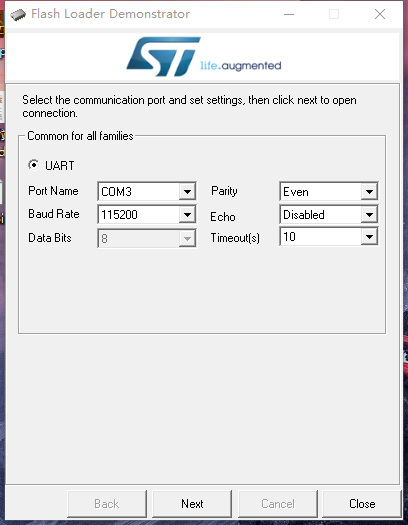 Flash Loader Demonstrator
ST life.augmented
Select the communication port and set settings, then click next to open
connection.
Common for all families
UART
Port Name COM3 Parity Even
Baud Rate 115200 Echo Disabled
Data Bits 8 Timeout(s) 10
Back Next Cancel Close